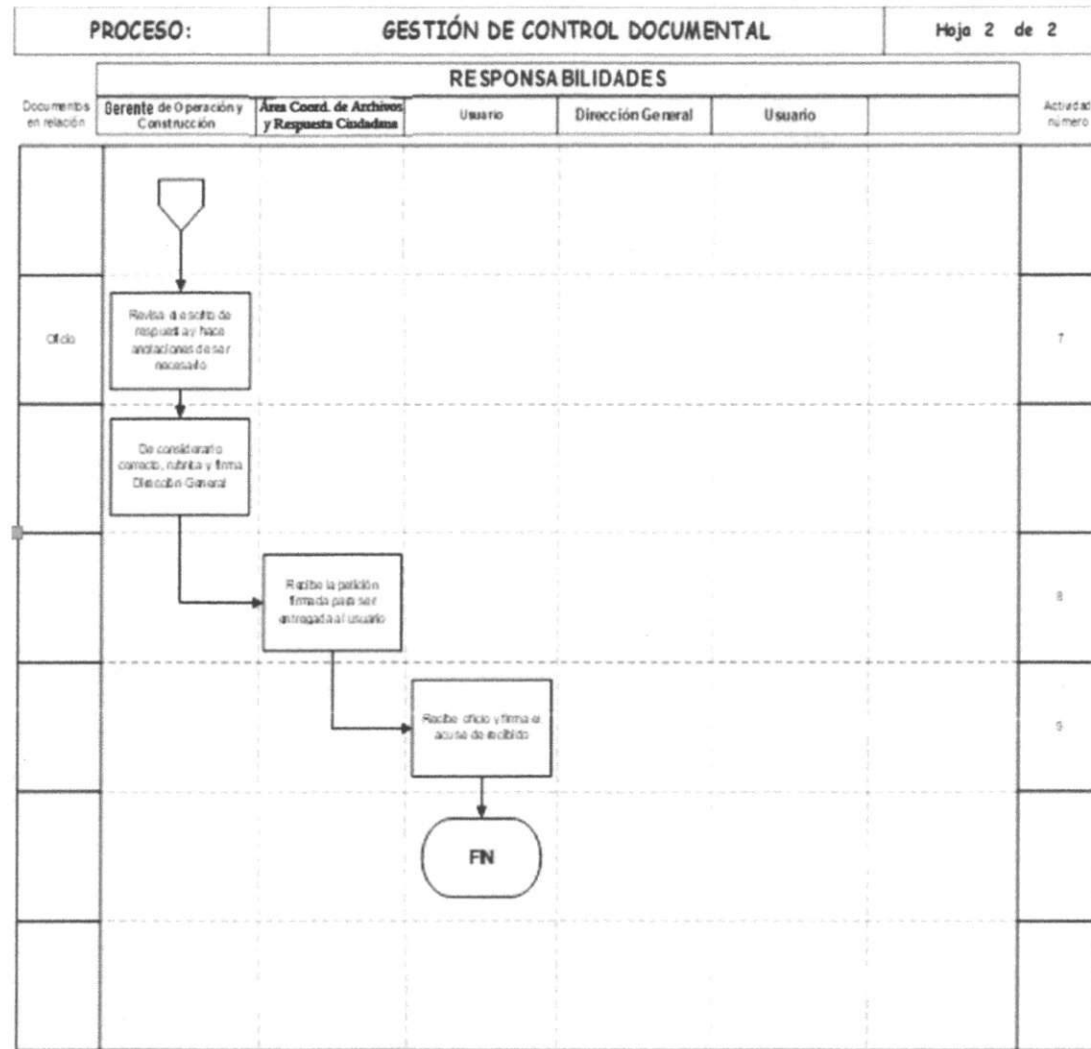 PROCESO:
GESTIÓN DE CONTROL DOCUMENTAL
Hoja 2 de 2
RESPONSABILIDADES
Documentos
en relación
Gerente de Operación y
Construcción
Área Coord. de Archivos
y Respuesta Ciudadana
Usuario
Dirección General
Usuario
Actividad
número
Oficio
Revisa el escrito de
respuesta y hace
anotaciones de ser
necesario
7
De considerarlo
correcto, rubrica y firma
Dirección General
Recibe la petición
firmada para ser
entregada al usuario
8
Recibe oficio y firma el
acuse de recibido
9
FIN